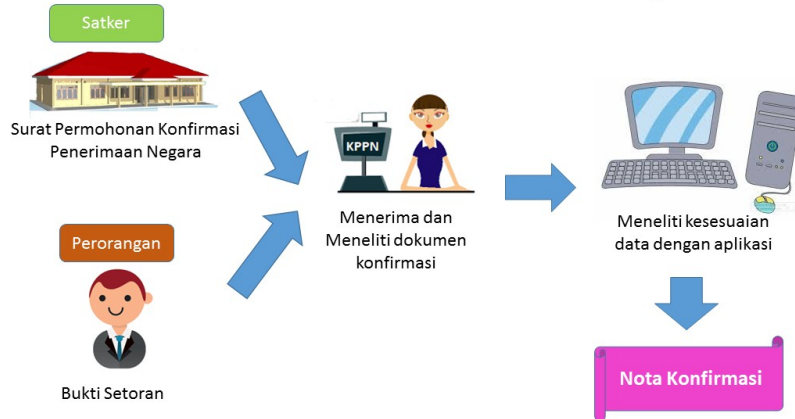 Satker
Surat Permohonan Konfirmasi
Penerimaan Negara
Perorangan
Bukti Setoran
KPPN
Menerima dan
Meneliti dokumen
konfirmasi
Meneliti kesesuaian
data dengan aplikasi
Nota Konfirmasi